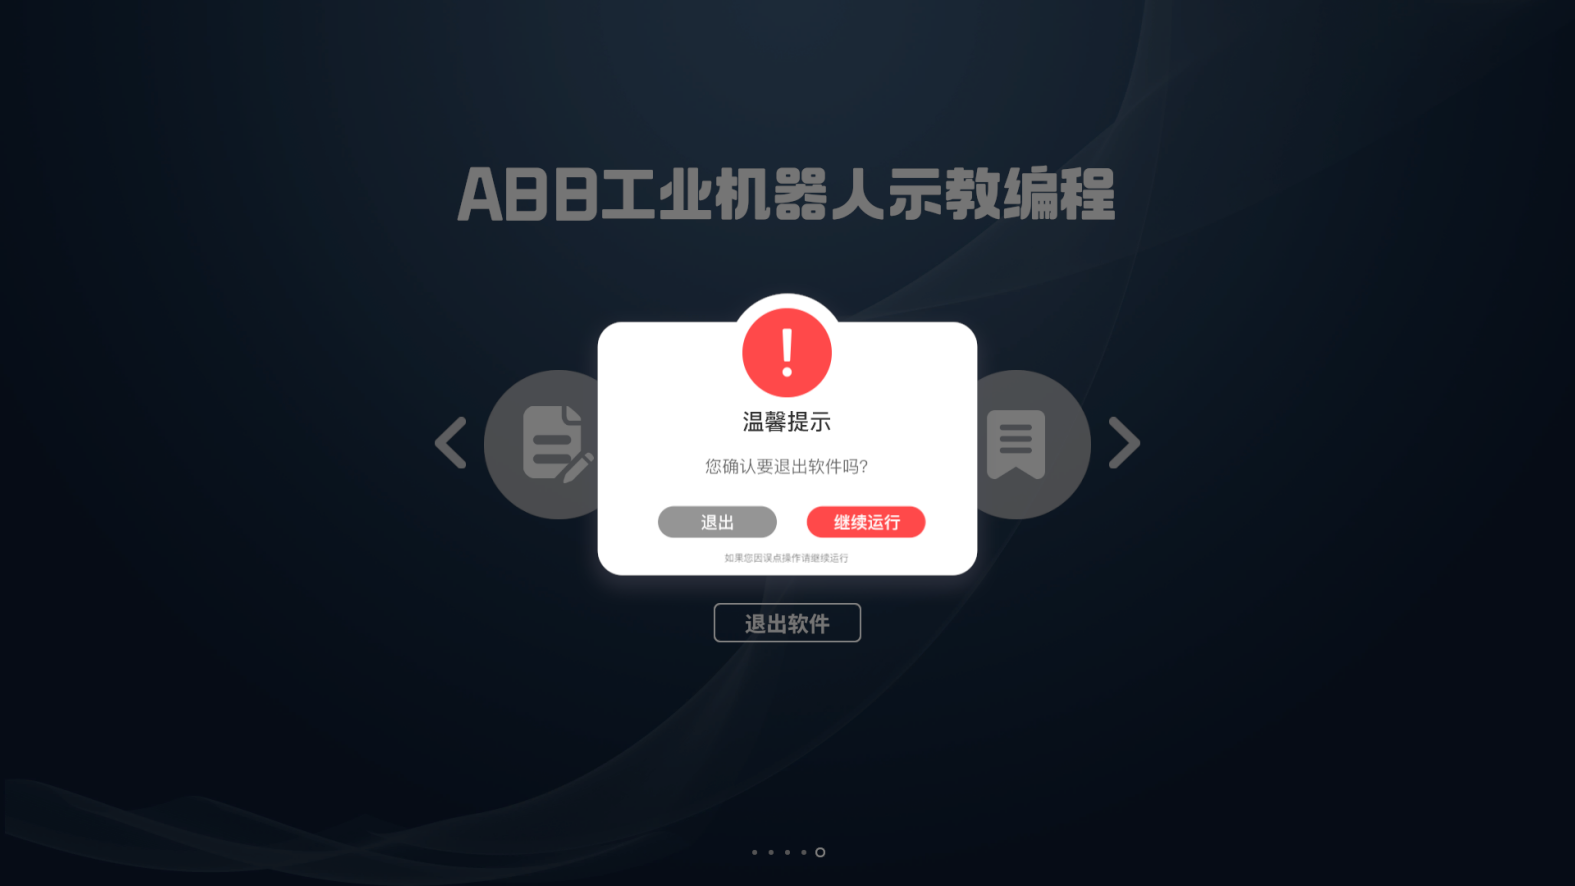 ABB工业机器人示教编程
温馨提示
您确认要退出软件吗?
退出
继续运行
如果您因误点操作请继续运行
退出软件